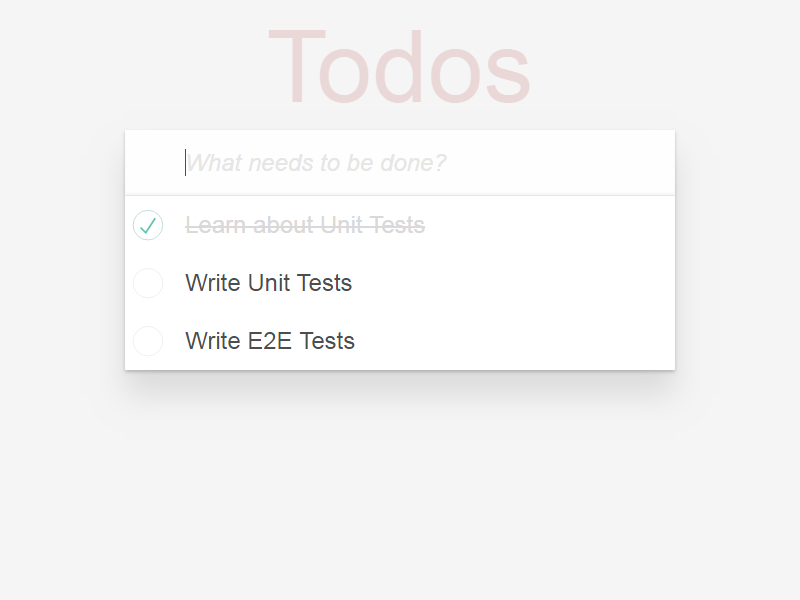 Todos
What needs to be done?
Learn about Unit Tests
Write Unit Tests
Write E2E Tests